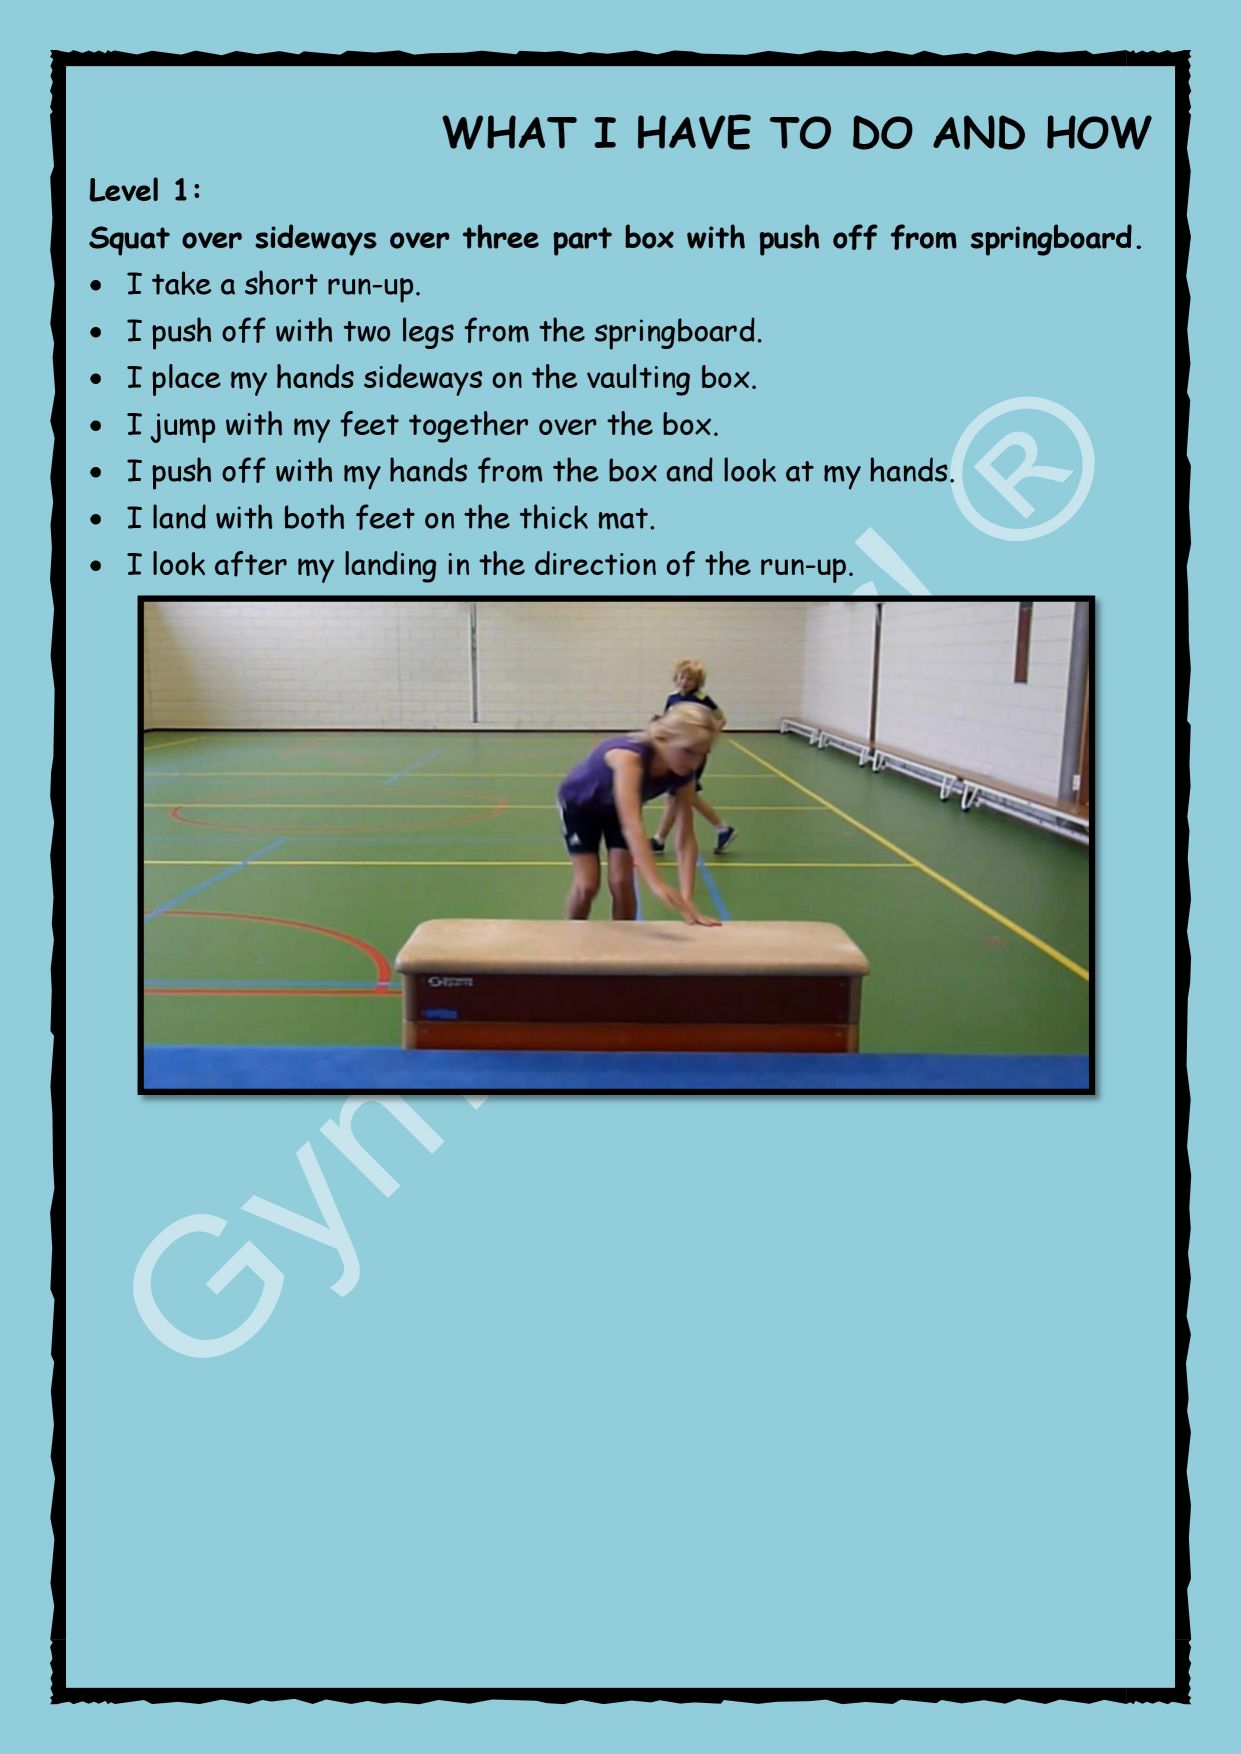 WHAT I HAVE TO DO AND HOW
Level 1:
Squat over sideways over three part box with push off from springboard.
• I take a short run-up.
• I push off with two legs from the springboard.
• I place my hands sideways on the vaulting box.
• I jump with my feet together over the box.
• I push off with my hands from the box and look at my hands.
• I land with both feet on the thick mat.
• I look after my landing in the direction of the run-up.
®